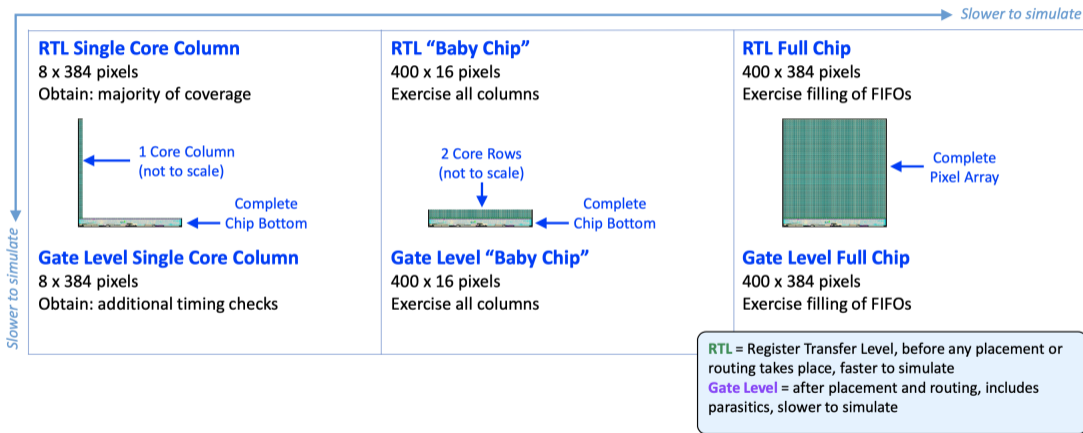 Slower to simulate
Slower to simulate
RTL Single Core Column
8 x 384 pixels
Obtain: majority of coverage
1 Core Column
(not to scale)
Complete
Chip Bottom
Gate Level Single Core Column
8 x 384 pixels
Obtain: additional timing checks
RTL “Baby Chip”
400 x 16 pixels
Exercise all columns
2 Core Rows
(not to scale)
Complete
Chip Bottom
Gate Level “Baby Chip”
400 x 16 pixels
Exercise all columns
RTL Full Chip
400 x 384 pixels
Exercise filling of FIFOs
Complete
Pixel Array
Gate Level Full Chip
400 x 384 pixels
Exercise filling of FIFOs
RTL = Register Transfer Level, before any placement or
routing takes place, faster to simulate
Gate Level = after placement and routing, includes
parasitics, slower to simulate